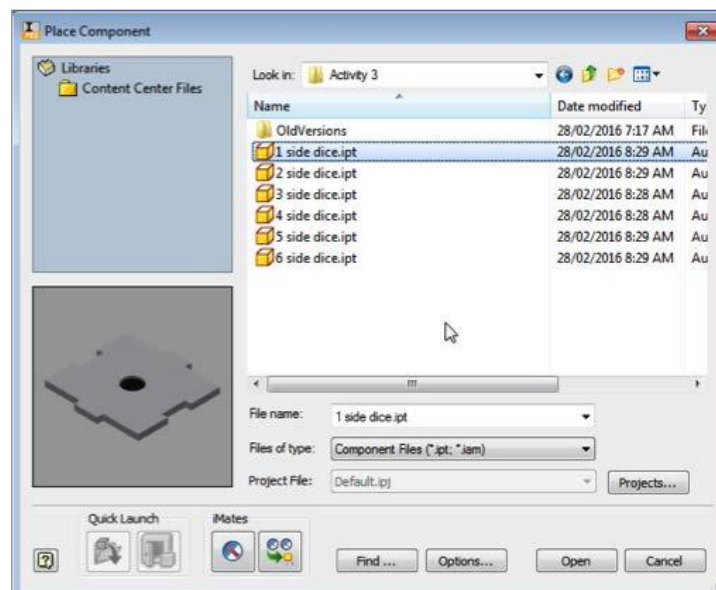 Place Component
Libraries
Content Center Files
Look in: Activity 3
Name Date modified Ty
OldVersions 28/02/2016 7:17 AM Fil
1 side dice.ipt 28/02/2016 8:29 AM Au
2 side dice.ipt 28/02/2016 8:29 AM Au
3 side dice.ipt 28/02/2016 8:28 AM Au
4 side dice.ipt 28/02/2016 8:28 AM Au
5 side dice.ipt 28/02/2016 8:29 AM Au
6 side dice.ipt 28/02/2016 8:29 AM Au
File name: 1 side dice.ipt
Files of type: Component Files (*.ipt; *.iam)
Project File: Default.ipj Projects...
Quick Launch iMates
Find ... Options... Open Cancel